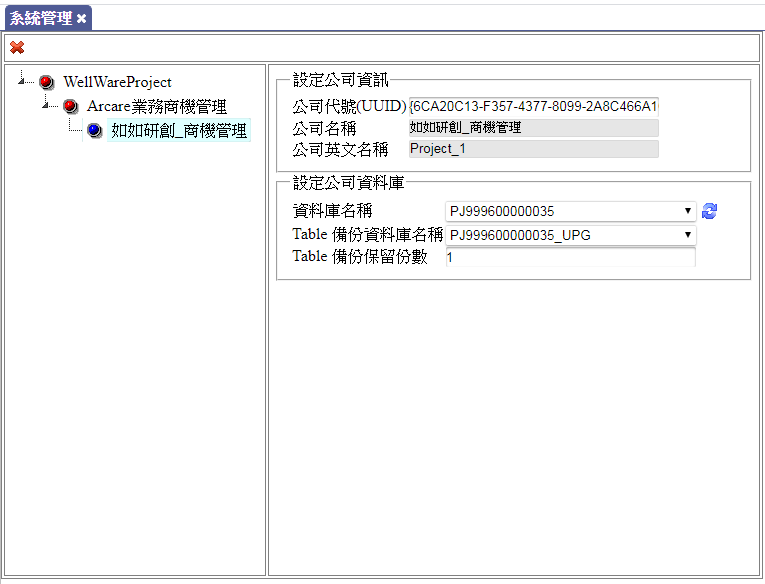 系統管理
WellWareProject
Arcare業務商機管理
如如研創_商機管理
設定公司資訊
公司代號(UUID) {6CA20C13-F357-4377-8099-2A8C466A1
公司名稱 如如研創_商機管理
公司英文名稱 Project_1
設定公司資料庫
資料庫名稱 PJ999600000035
Table 備份資料庫名稱 PJ999600000035_UPG
Table 備份保留份數 1